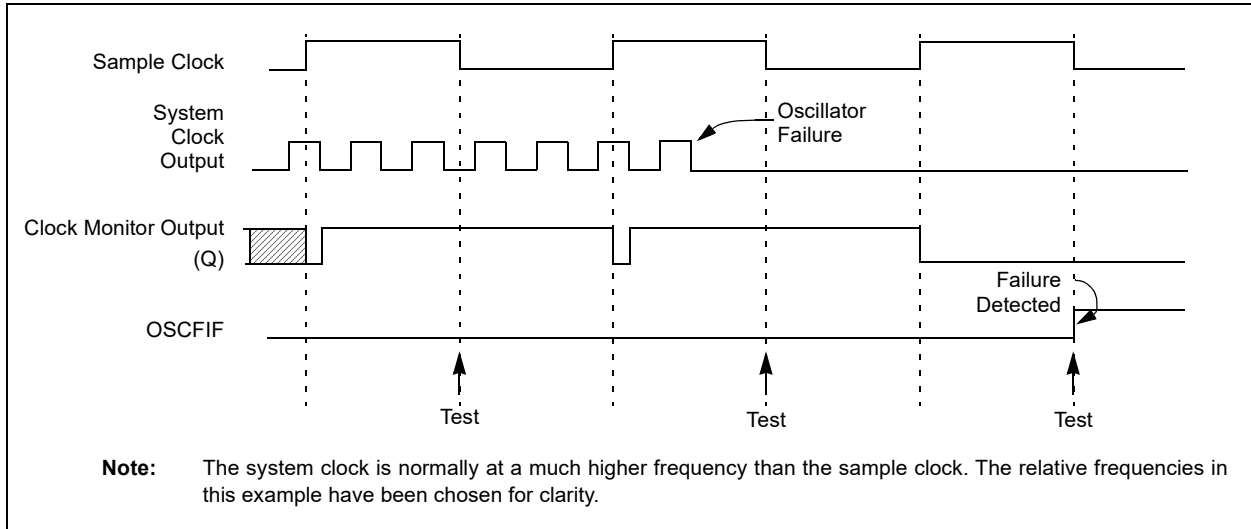 Sample Clock
System
Clock
Output
Oscillator
Failure
Clock Monitor Output
(Q)
Failure
Detected
OSCFIF
Test
Test
Test
Note: The system clock is normally at a much higher frequency than the sample clock. The relative frequencies in
this example have been chosen for clarity.